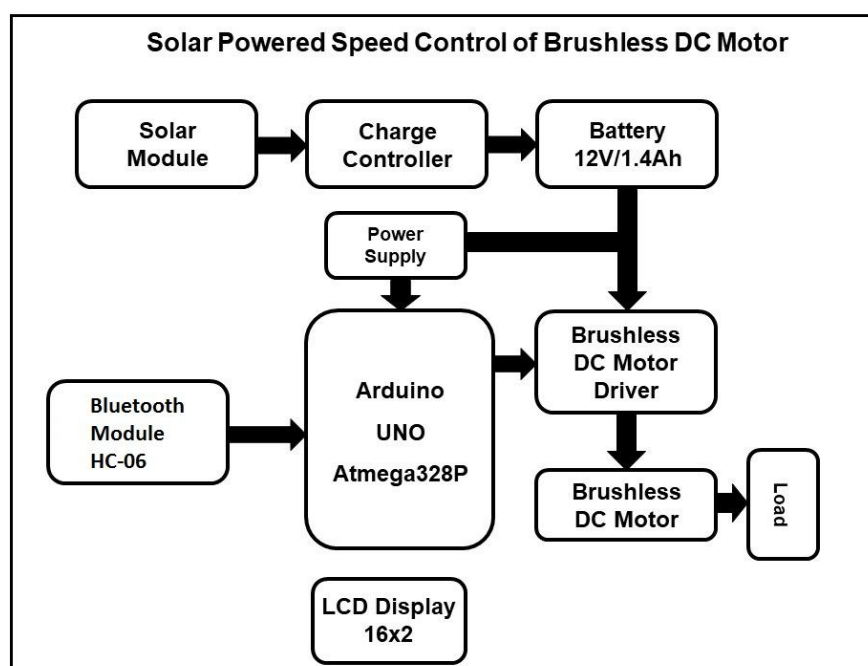 Solar Powered Speed Control of Brushless DC Motor
Solar
Module
Charge
Controller
Battery
12V/1.4Ah
Power
Supply
Bluetooth
Module
HC-06
Arduino
UNO
Atmega328P
Brushless
DC Motor
Driver
Brushless
DC Motor
Load
LCD Display
16x2